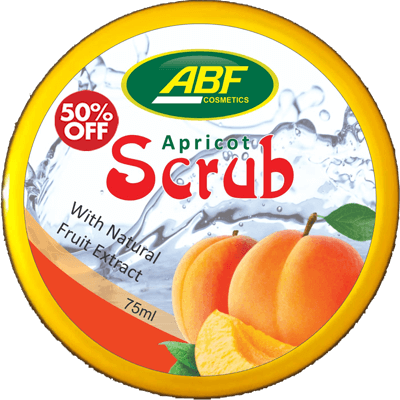 ABF
COSMETICS
50%
OFF
Apricot
Scrub
With Natural
Fruit Extract
75ml